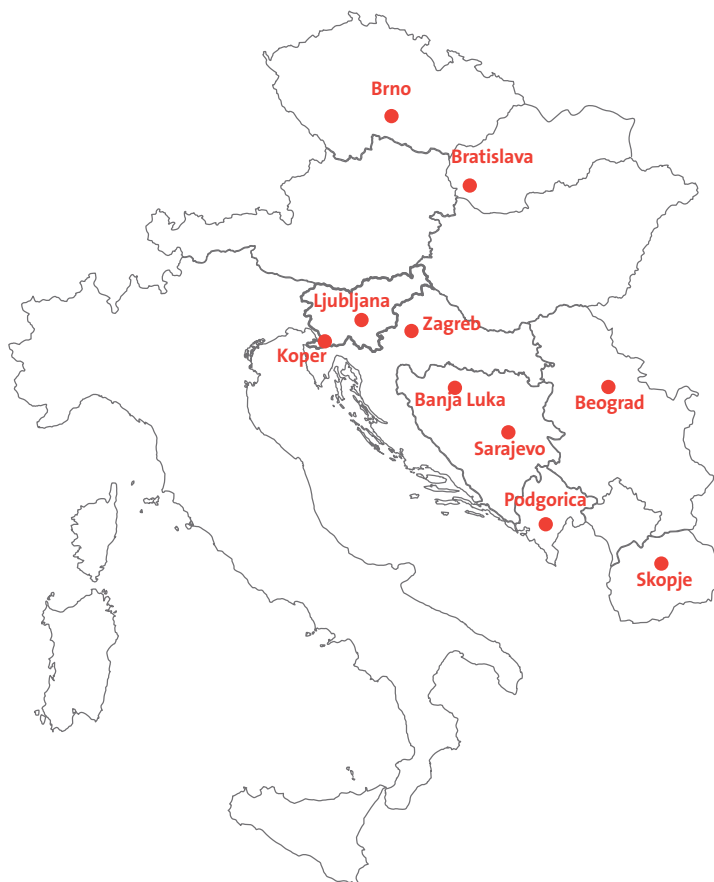 Brno
Bratislava
Ljubljana
Zagreb
Koper
Banja Luka
Beograd
Sarajevo
Podgorica
Skopje